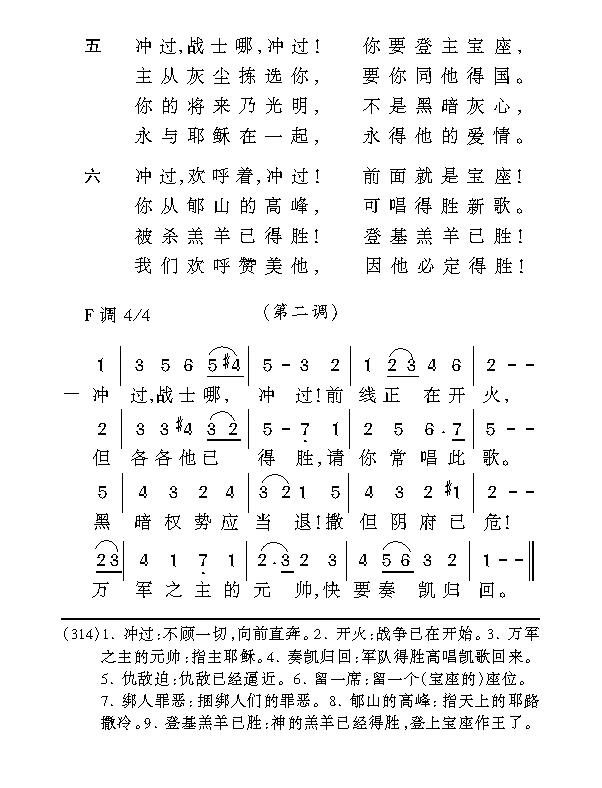 五 冲过,战士哪,冲过! 你要登主宝座,
主从灰尘拣选你, 要你同他得国。
你的将来乃光明, 不是黑暗灰心,
永与耶稣在一起, 永得他的爱情。
六 冲过,欢呼着,冲过! 前面就是宝座!
你从郇山的高峰, 可唱得胜新歌。
被杀羔羊已得胜! 登基羔羊已胜!
我们欢呼赞美他, 因他必定得胜!
F调 4/4 (第二调)
1 | 3 5 6 5 #4 | 5 - 3 2 | 1 2 3 4 6 | 2 - -
一 冲 过,战士哪, 冲 过!前 线正 在开 火,
2 | 3 3 #4 3 2 | 5 - 7 1 | 2 5 6 . 7 | 5 - -
但 各各他已 得 胜,请 你常唱此 歌。
5 | 4 3 2 4 | 3 2 1 5 | 4 3 2 #1 | 2 - -
黑 暗权势应 当 退!撒 但阴府已 危!
2 3 | 4 1 7 1 | 2 . 3 2 3 | 4 5 6 3 2 | 1 - - ‖
万 军之主的 元 帅,快 要奏 凯归 回。
(314)1. 冲过:不顾一切,向前直奔。2. 开火:战争已在开始。3. 万军
之主的元帅:指主耶稣。4. 奏凯归回:军队得胜高唱凯歌回来。
5. 仇敌迫:仇敌已经逼近。6. 留一席:留一个(宝座的)座位。
7. 绑人罪恶:捆绑人们的罪恶。8. 郇山的高峰:指天上的耶路
撒冷。9. 登基羔羊已胜:神的羔羊已经得胜,登上宝座作王了。